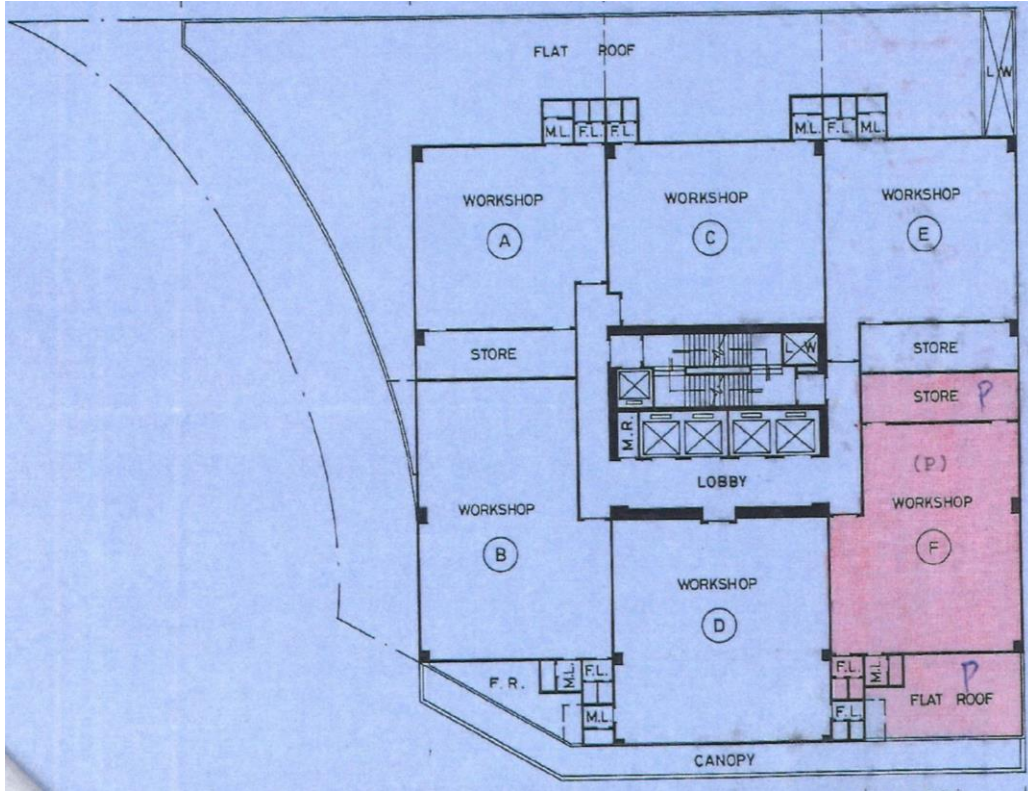 FLAT ROOF
L W
M.L. F.L. F.L.
M.L. F.L. M.L.
WORKSHOP
A
WORKSHOP
C
WORKSHOP
E
STORE
L W
STORE
STORE P
M.R.
(P)
LOBBY
WORKSHOP
B
WORKSHOP
F
WORKSHOP
D
F.R.
M.L.
F.L.
M.L.
F.L.
M.L.
P
FLAT ROOF
F.L.
CANOPY